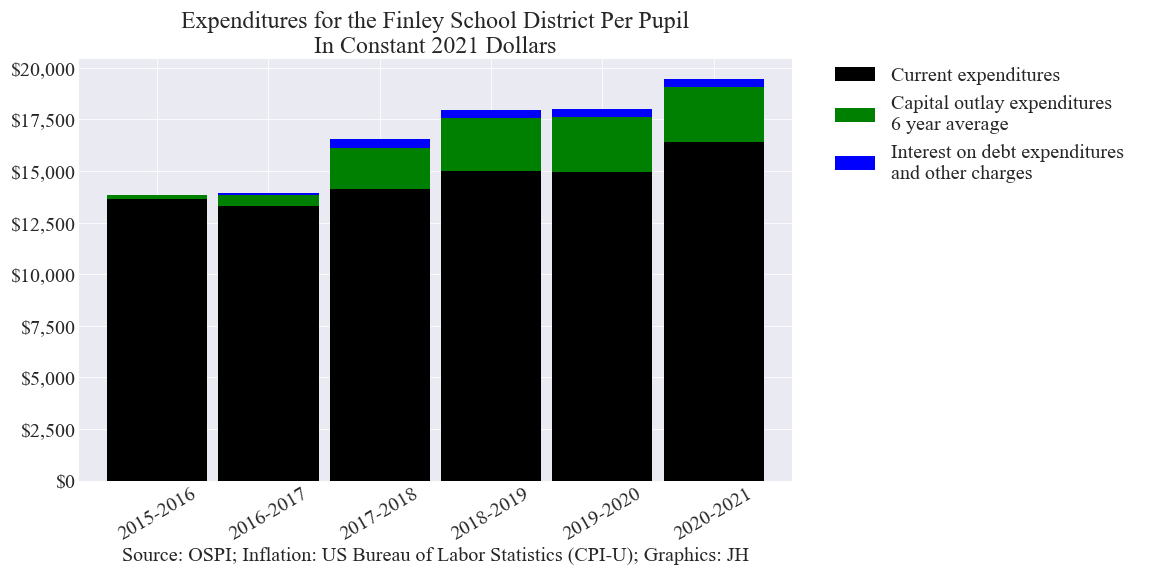 Expenditures for the Finley School District Per Pupil
In Constant 2021 Dollars
$20,000
$17,500
$15,000
$12,500
$10,000
$7,500
$5,000
$2,500
$0
2015-2016
2016-2017
2017-2018
2018-2019
2019-2020
2020-2021
Source: OSPI; Inflation: US Bureau of Labor Statistics (CPI-U); Graphics: JH
Current expenditures
Capital outlay expenditures
6 year average
Interest on debt expenditures
and other charges